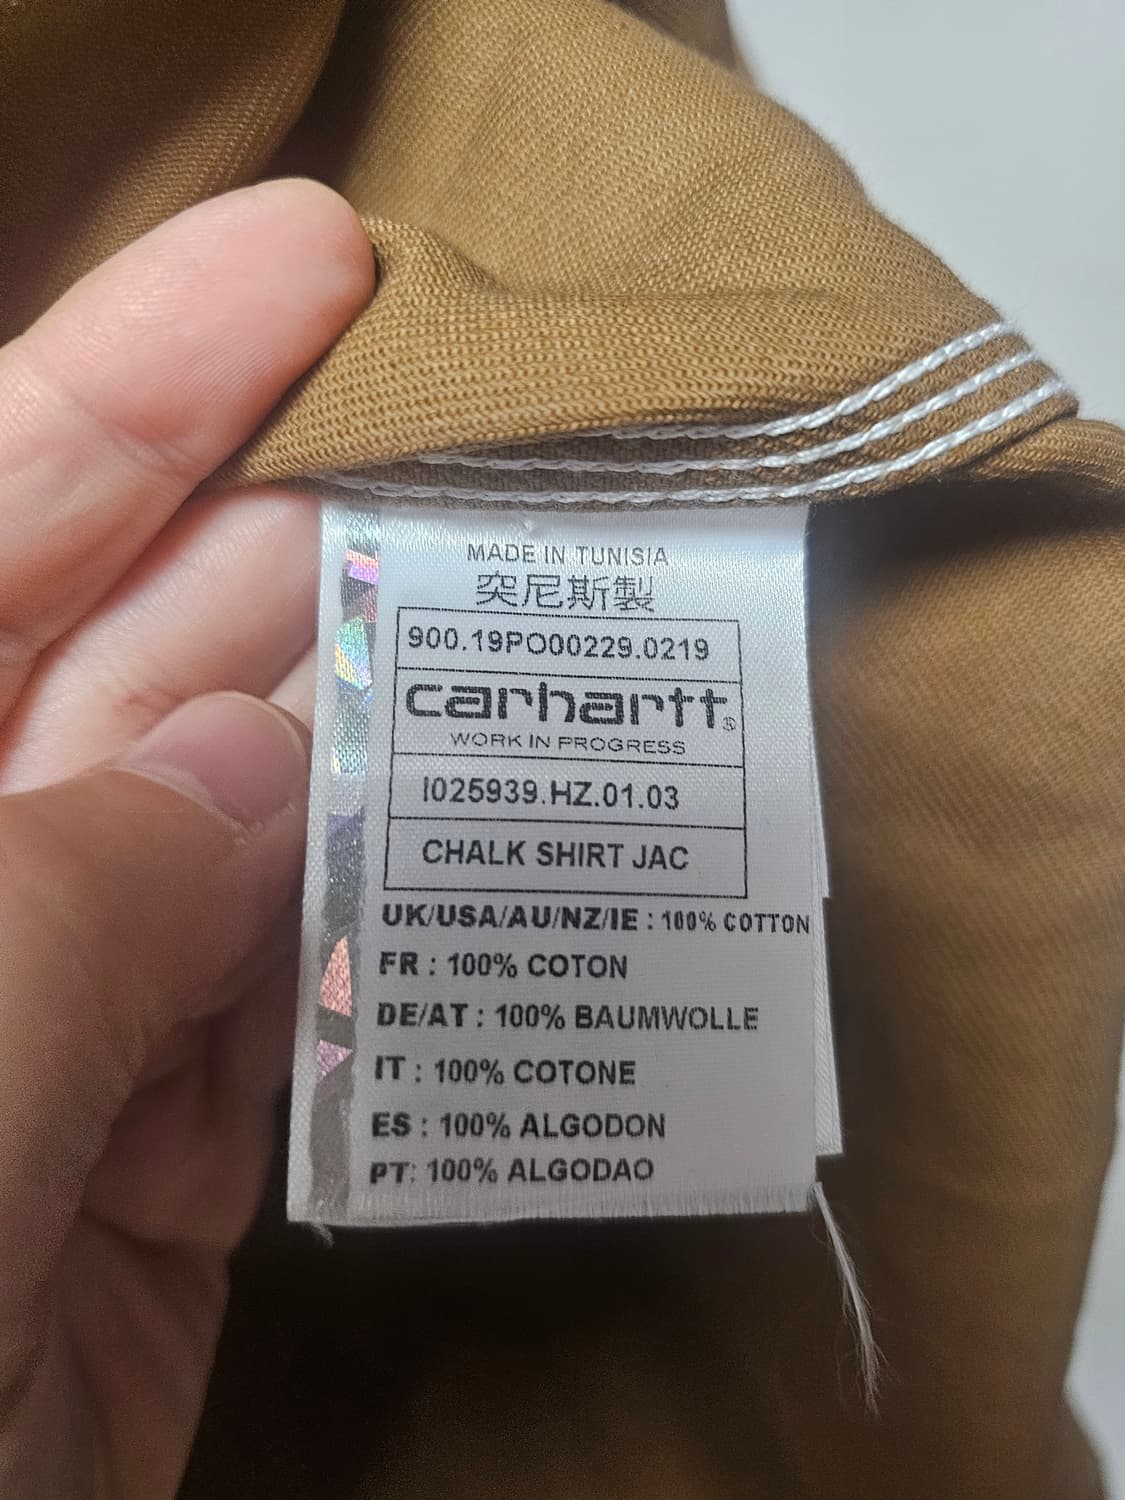 MADE IN TUNISIA
突尼斯製
900.19PO00229.0219
carhartt®
WORK IN PROGRESS
I025939.HZ.01.03
CHALK SHIRT JAC
UK/USA/AU/NZ/IE : 100% COTTON
FR : 100% COTON
DE/AT : 100% BAUMWOLLE
IT : 100% COTONE
ES : 100% ALGODON
PT: 100% ALGODAO